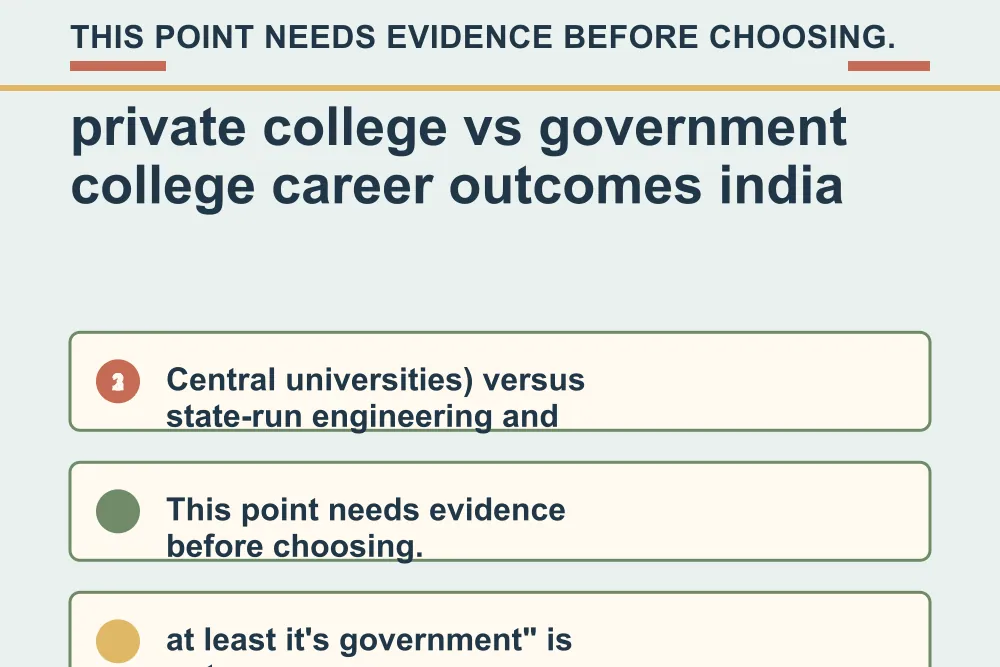 THIS POINT NEEDS EVIDENCE BEFORE CHOOSING.
private college vs government
college career outcomes india
Central universities) versus
state-run engineering and
This point needs evidence
before choosing.
at least it's government" is